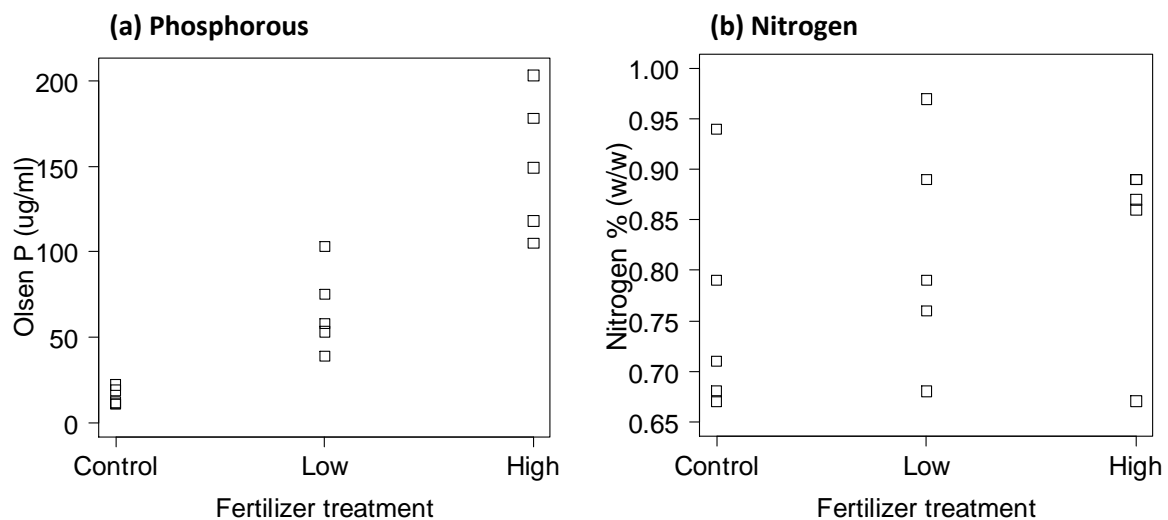 (a) Phosphorous
Olsen P (ug/ml)
200
150
100
50
0
Control Low High
Fertilizer treatment
(b) Nitrogen
Nitrogen % (w/w)
1.00
0.95
0.90
0.85
0.80
0.75
0.70
0.65
Control Low High
Fertilizer treatment